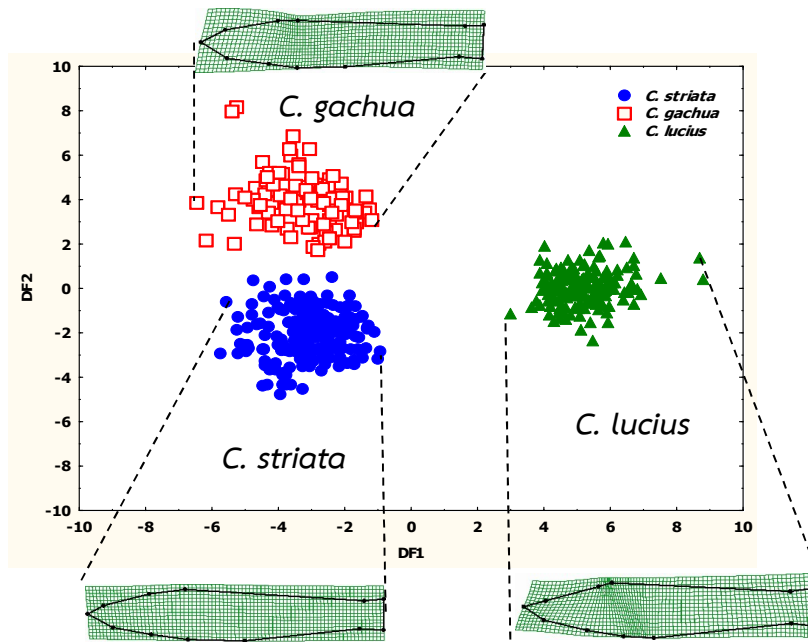 C. gachua
C. striata
C. gachua
C. lucius
10
8
6
4
2
0
-2
-4
-6
-8
-10
DF2
C. lucius
C. striata
-10 -8 -6 -4 -2 0 2 4 6 8 10
DF1